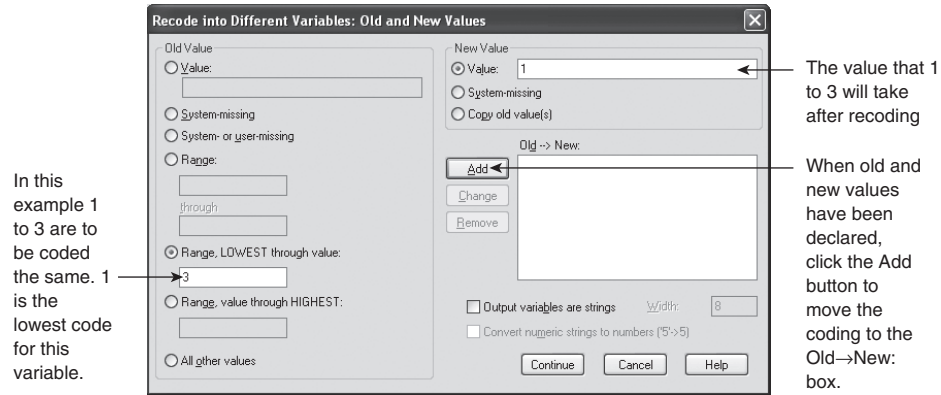 Recode into Different Variables: Old and New Values
Old Value
Value:
System-missing
System- or user-missing
Range:
through
Range, LOWEST through value:
3
Range, value through HIGHEST:
All other values
New Value
Value: 1
System-missing
Copy old value(s)
Old --> New:
Add
Change
Remove
Output variables are strings Width: 8
Convert numeric strings to numbers ('5'->5)
Continue Cancel Help
In this
example 1
to 3 are to
be coded
the same. 1
is the
lowest code
for this
variable.
The value that 1
to 3 will take
after recoding
When old and
new values
have been
declared,
click the Add
button to
move the
coding to the
Old→New:
box.